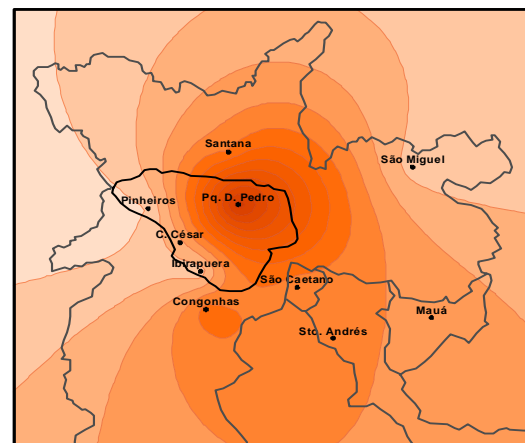 Santana
São Miguel
Pinheiros
Pq. D. Pedro
C. César
Ibirapuera
São Caetano
Congonhas
Mauá
Sto. Andrés